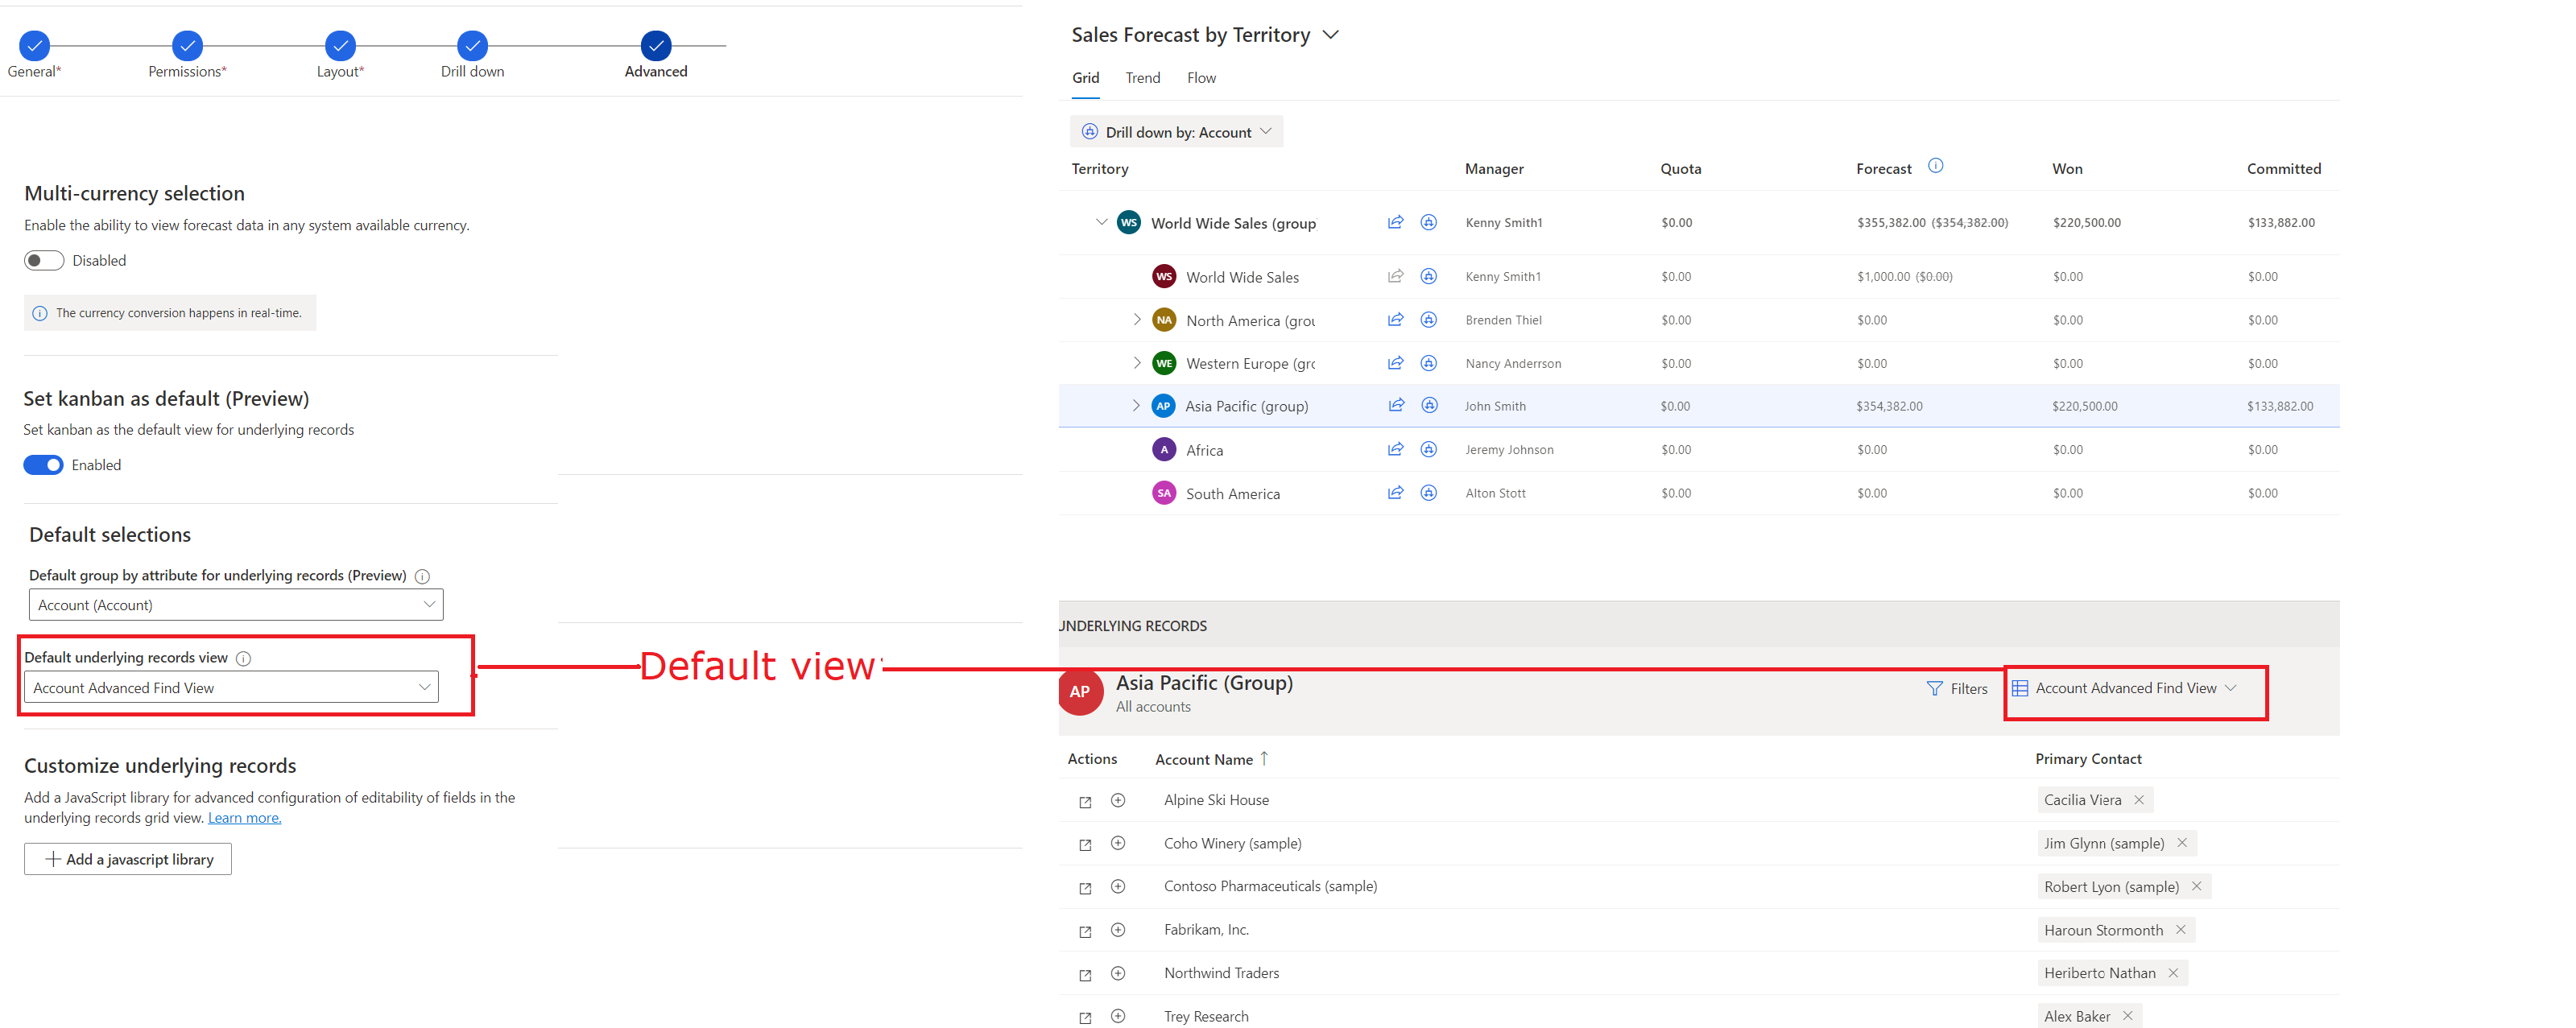 General*
Permissions*
Layout*
Drill down
Advanced
Multi-currency selection
Enable the ability to view forecast data in any system available currency.
Disabled
The currency conversion happens in real-time.
Set kanban as default (Preview)
Set kanban as the default view for underlying records
Enabled
Default selections
Default group by attribute for underlying records (Preview)
Account (Account)
Default underlying records view
Account Advanced Find View
Customize underlying records
Add a JavaScript library for advanced configuration of editability of fields in the
underlying records grid view. Learn more.
Add a javascript library
Default view
Sales Forecast by Territory
Grid Trend Flow
Drill down by: Account
Territory Manager Quota Forecast Won Committed
WS World Wide Sales (group) Kenny Smith1 $0.00 $355,382.00 ($354,382.00) $220,500.00 $133,882.00
WS World Wide Sales Kenny Smith1 $0.00 $1,000.00 ($0.00) $0.00 $0.00
NA North America (grou Brenden Thiel $0.00 $0.00 $0.00 $0.00
WE Western Europe (grc Nancy Anderrson $0.00 $0.00 $0.00 $0.00
AP Asia Pacific (group) John Smith $0.00 $354,382.00 $220,500.00 $133,882.00
A Africa Jeremy Johnson $0.00 $0.00 $0.00 $0.00
SA South America Alton Stott $0.00 $0.00 $0.00 $0.00
UNDERLYING RECORDS
AP Asia Pacific (Group)
All accounts
Filters
Account Advanced Find View
Actions Account Name Primary Contact
Alpine Ski House Cacilia Viera
Coho Winery (sample) Jim Glynn (sample)
Contoso Pharmaceuticals (sample) Robert Lyon (sample)
Fabrikam, Inc. Haroun Stormonth
Northwind Traders Heriberto Nathan
Trey Research Alex Baker